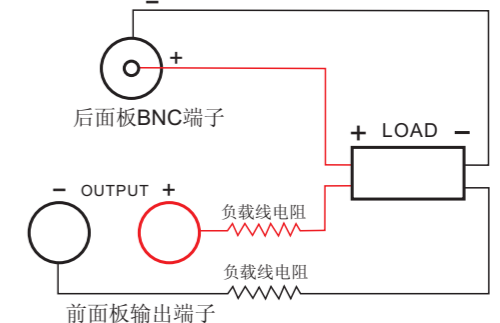 −
+
后面板BNC端子
+ LOAD −
− OUTPUT +
负载线电阻
负载线电阻
前面板输出端子